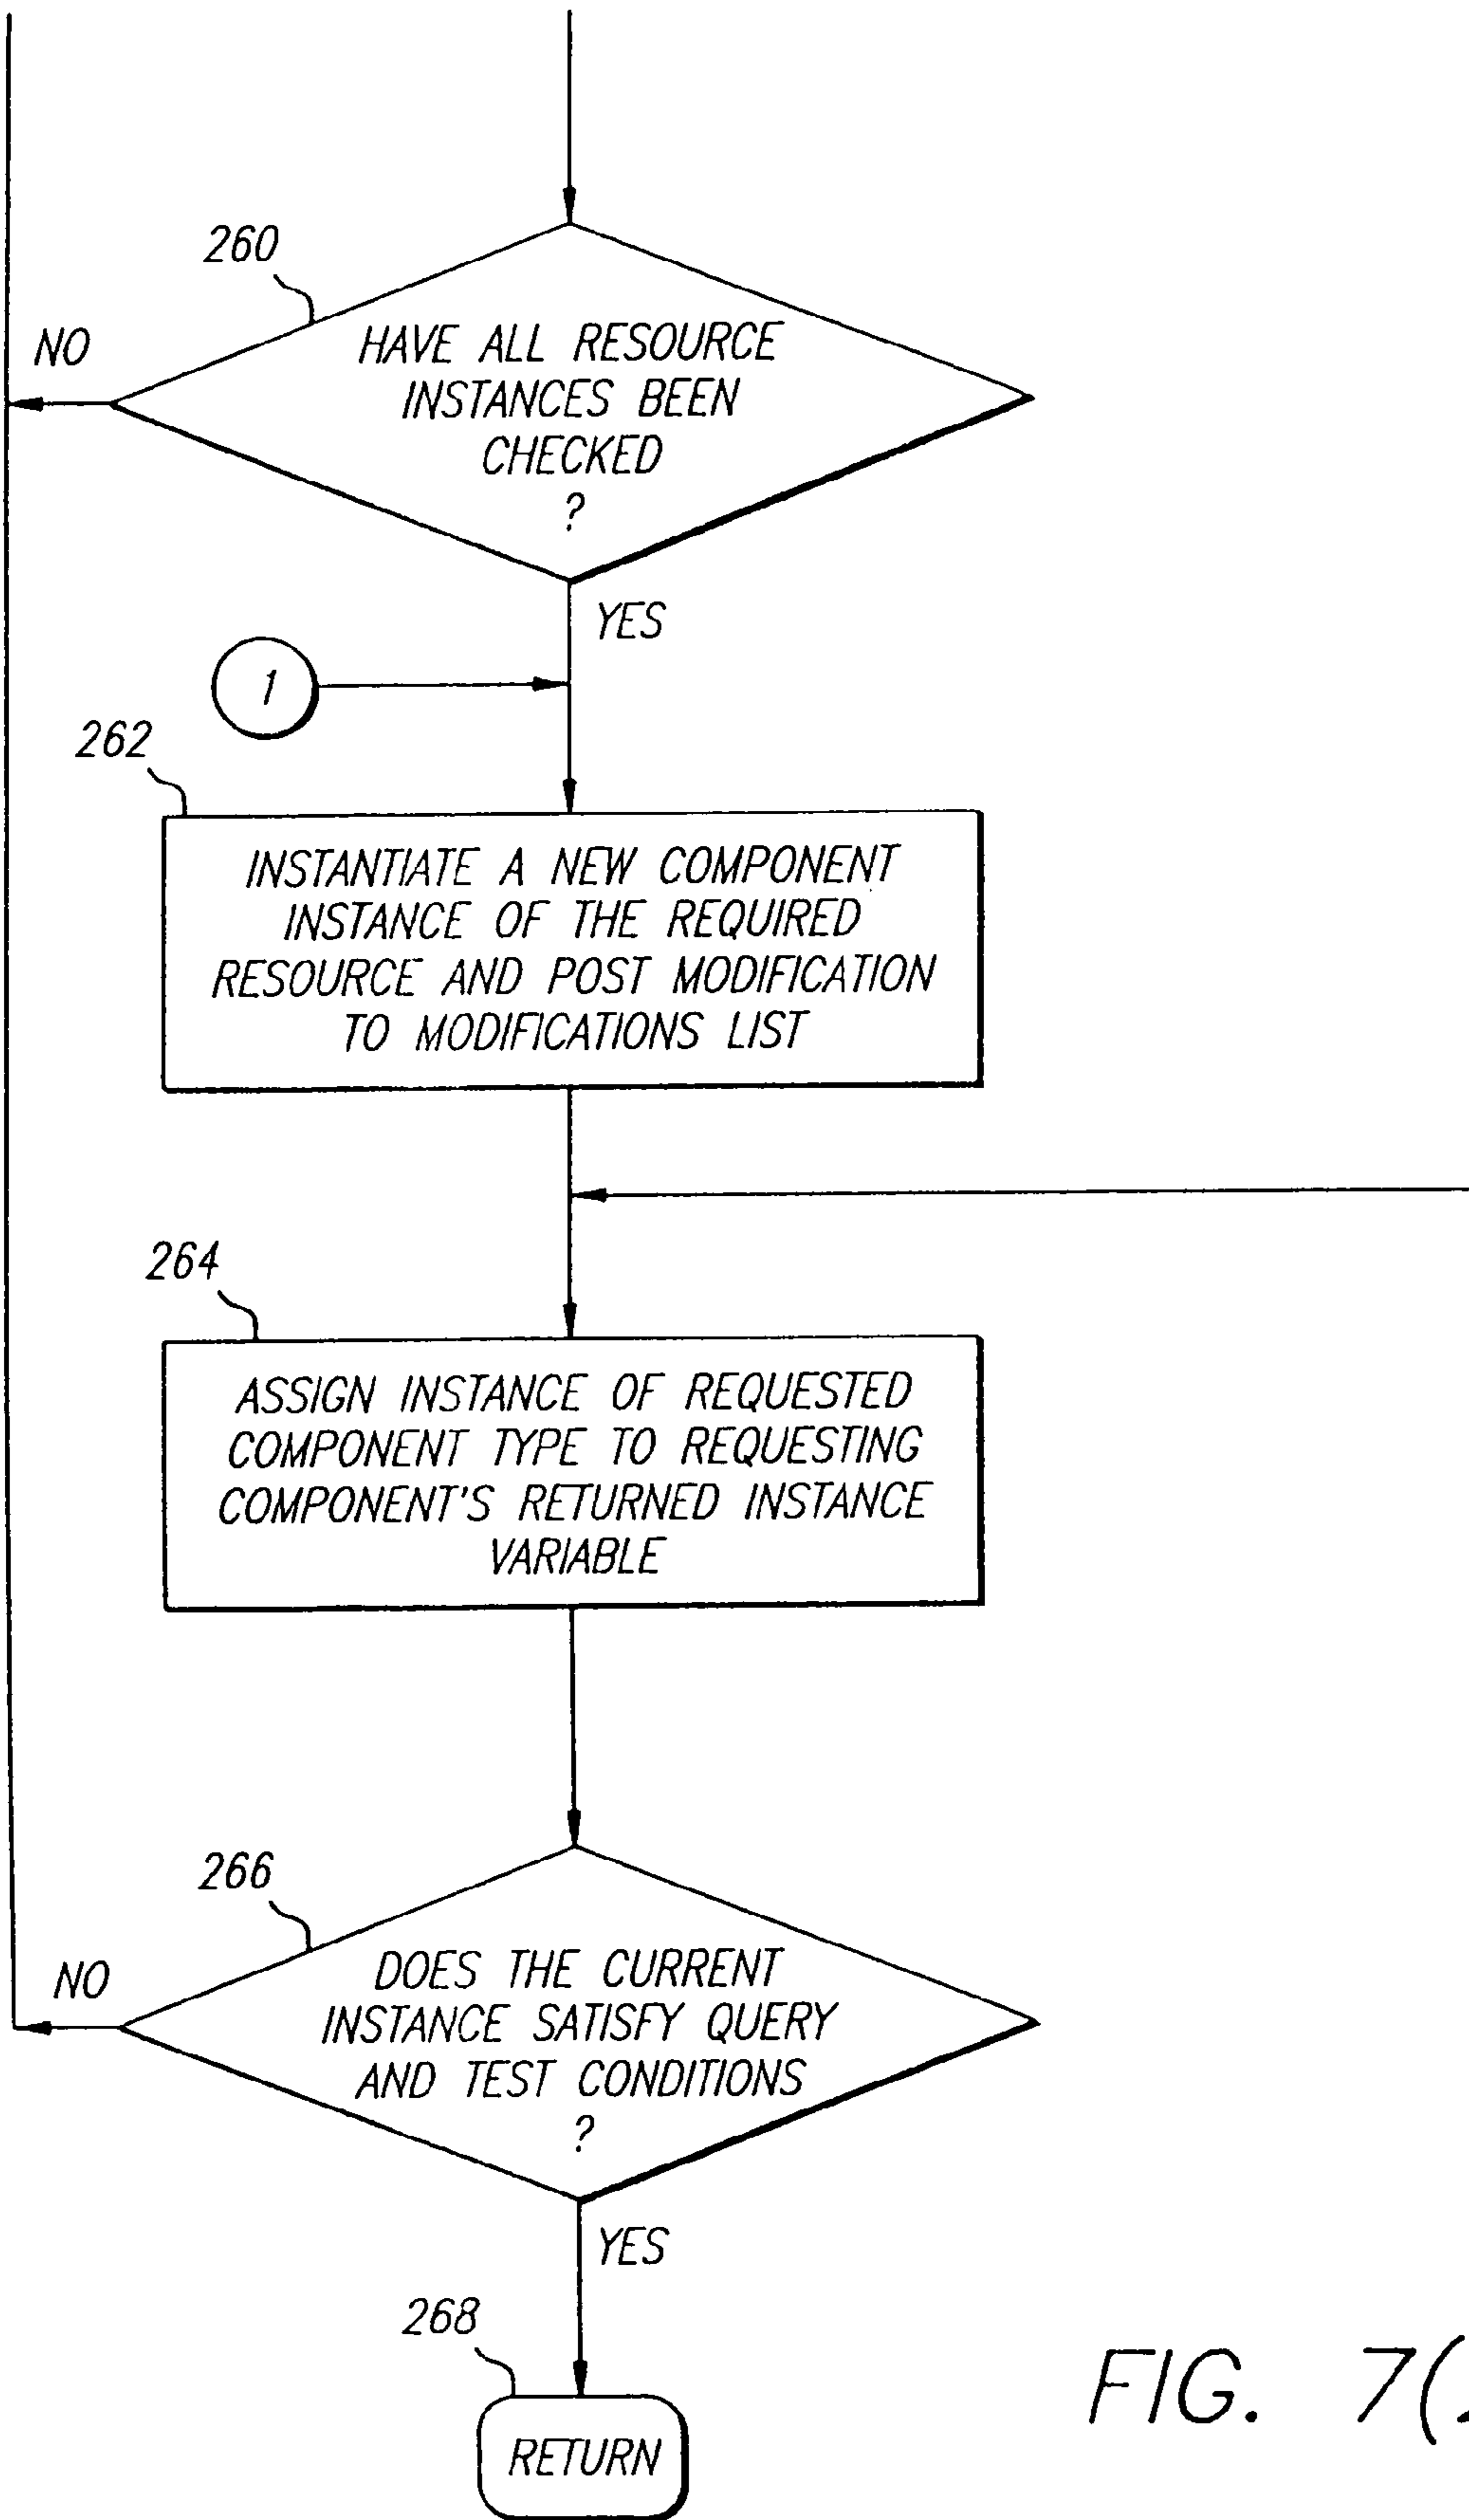 260
NO
HAVE ALL RESOURCE
INSTANCES BEEN
CHECKED
?
YES
1
262
INSTANTIATE A NEW COMPONENT
INSTANCE OF THE REQUIRED
RESOURCE AND POST MODIFICATION
TO MODIFICATIONS LIST
264
ASSIGN INSTANCE OF REQUESTED
COMPONENT TYPE TO REQUESTING
COMPONENT'S RETURNED INSTANCE
VARIABLE
266
NO
DOES THE CURRENT
INSTANCE SATISFY QUERY
AND TEST CONDITIONS
?
YES
268
RETURN
FIG. 7(